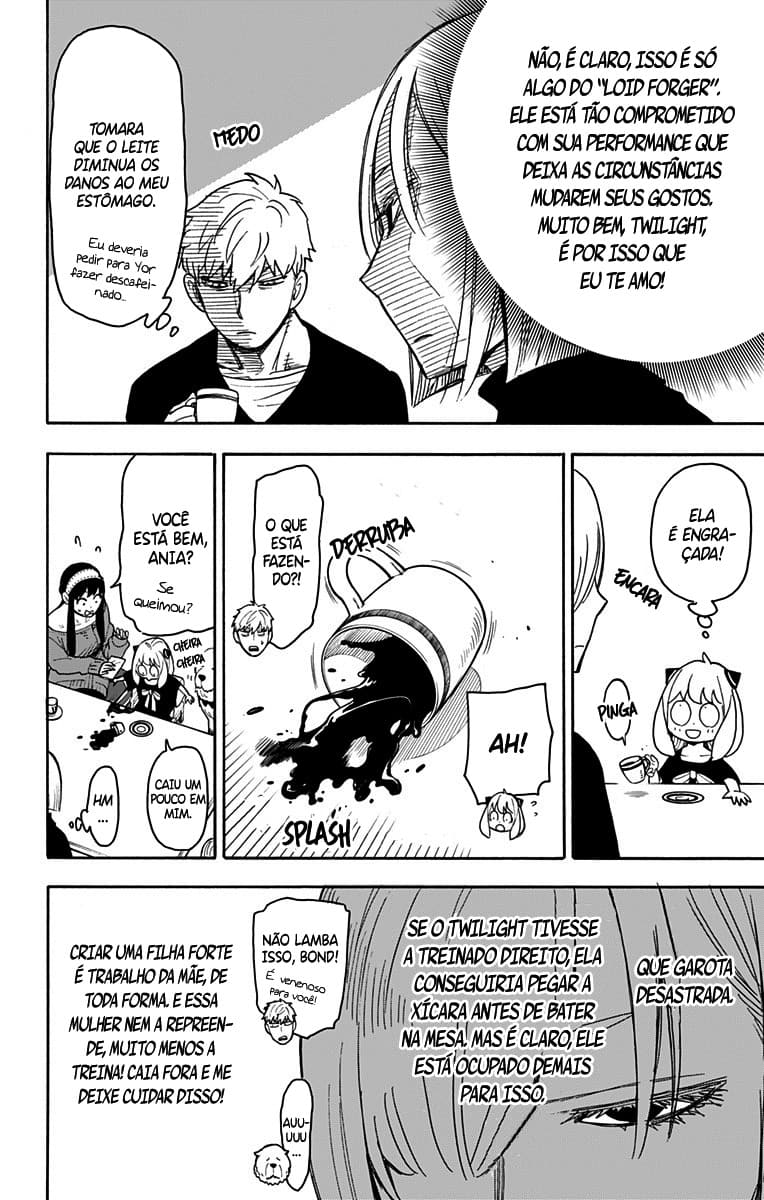 NÃO, É CLARO, ISSO É SÓ
ALGO DO "LOID FORGER".
ELE ESTÁ TÃO COMPROMETIDO
COM SUA PERFORMANCE QUE
DEIXA AS CIRCUNSTÂNCIAS
MUDAREM SEUS GOSTOS.
MUITO BEM, TWILIGHT,
É POR ISSO QUE
EU TE AMO!
MEDO
TOMARA
QUE O LEITE
DIMINUA OS
DANOS AO MEU
ESTÔMAGO.
Eu deveria
pedir para Yor
fazer descafei-
nado...
ELA
É ENGRA-
ÇADA!
ENCARA
PINGA
DERRUBA
O QUE
ESTÁ
FAZEN-
DO?!
AH!
SPLASH
VOCÊ
ESTÁ BEM,
ANIA?
Se
queimou?
CHEIRA
CHEIRA
CAIU UM
POUCO EM
MIM.
HM
...
QUE GAROTA
DESASTRADA.
SE O TWILIGHT TIVESSE
A TREINADO DIREITO, ELA
CONSEGUIRIA PEGAR A
XÍCARA ANTES DE BATER
NA MESA. MAS É CLARO, ELE
ESTÁ OCUPADO DEMAIS
PARA ISSO.
NÃO LAMBA
ISSO, BOND!
É venenoso
para você!
AUU-
UUU
...
CRIAR UMA FILHA FORTE
É TRABALHO DA MÃE, DE
TODA FORMA. E ESSA
MULHER NEM A REPREEN-
DE, MUITO MENOS A
TREINA! CAIA FORA E ME
DEIXE CUIDAR DISSO!